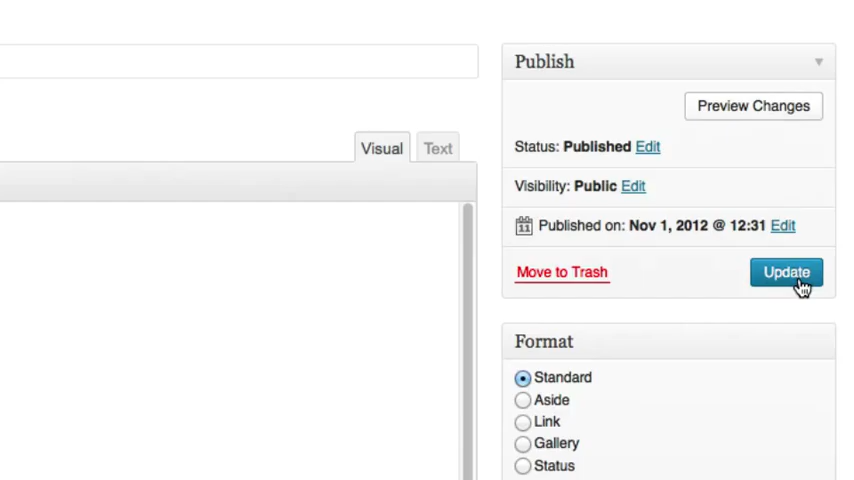 Publish
Preview Changes
Visual Text
Status: Published Edit
Visibility: Public Edit
11 Published on: Nov 1, 2012 @ 12:31 Edit
Move to Trash Update
Format
Standard
Aside
Link
Gallery
Status